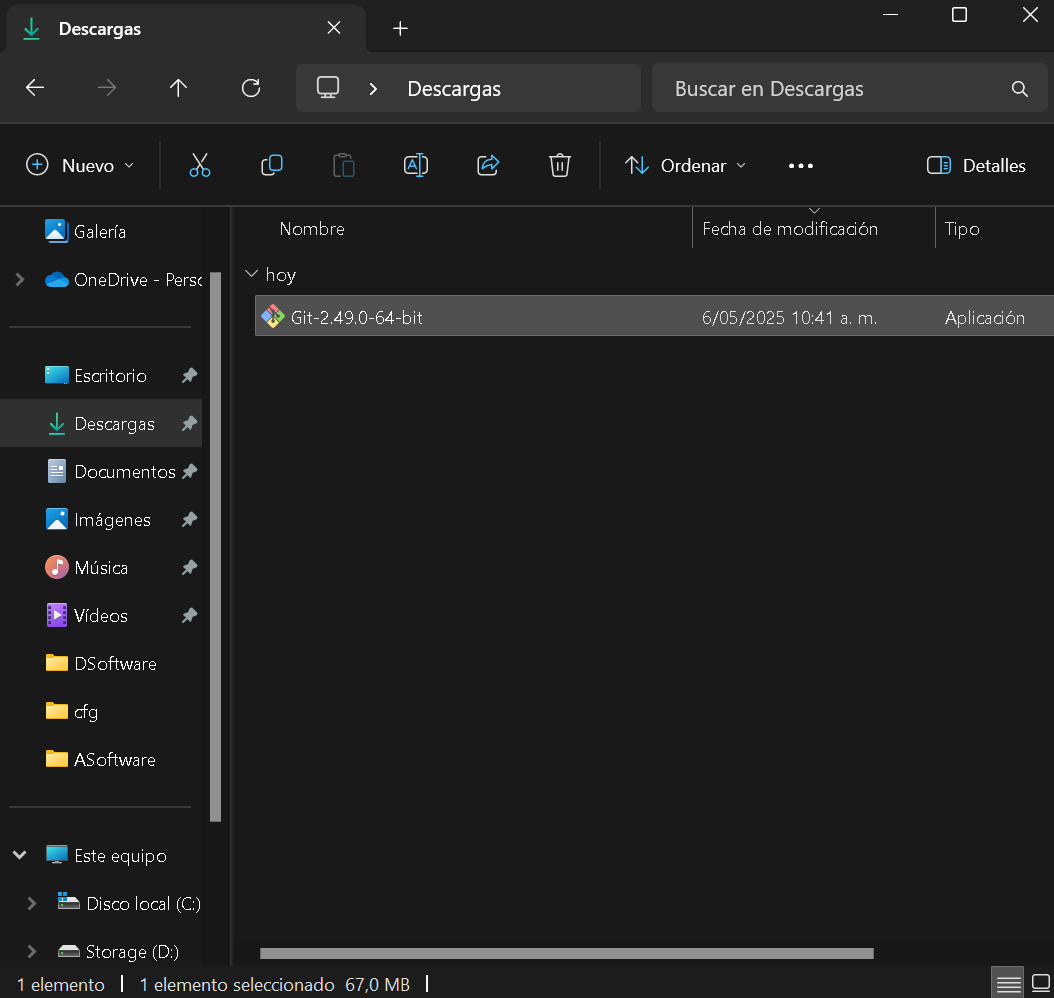 Descargas
Descargas
Buscar en Descargas
Nuevo
Ordenar
Detalles
Nombre
Fecha de modificación
Tipo
hoy
Git-2.49.0-64-bit
6/05/2025 10:41 a. m.
Aplicación
Galería
OneDrive - Perso
Escritorio
Descargas
Documentos
Imágenes
Música
Vídeos
DSoftware
cfg
ASoftware
Este equipo
Disco local (C:)
Storage (D:)
1 elemento
1 elemento seleccionado 67,0 MB